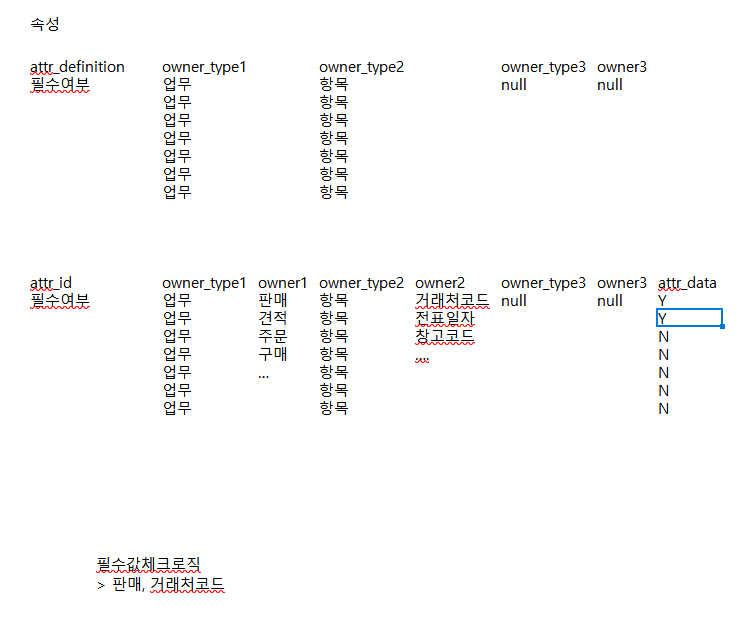 속성
attr_definition owner_type1 owner_type2 owner_type3 owner3
필수여부 업무 항목 null null
업무 항목
업무 항목
업무 항목
업무 항목
업무 항목
업무 항목
attr_id owner_type1 owner1 owner_type2 owner2 owner_type3 owner3 attr_data
필수여부 업무 판매 항목 거래처코드 null null Y
업무 견적 항목 전표일자 Y
업무 주문 항목 창고코드 N
업무 구매 항목 .... N
업무 ... 항목 N
업무 항목 N
업무 항목 N
필수값체크로직
> 판매, 거래처코드